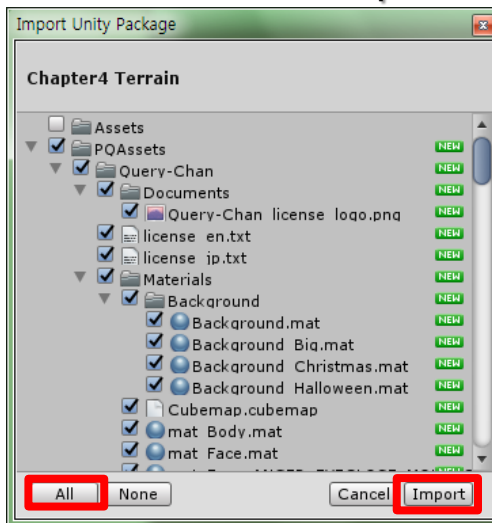 Import Unity Package
Chapter4 Terrain
Assets
PQAssets NEW
Query-Chan NEW
Documents NEW
Query-Chan license logo.png NEW
license en.txt NEW
license jp.txt NEW
Materials NEW
Background NEW
Background.mat NEW
Background Big.mat NEW
Background Christmas.mat NEW
Background Halloween.mat NEW
Cubemap.cubemap NEW
mat Body.mat NEW
mat Face.mat NEW
All None Cancel Import